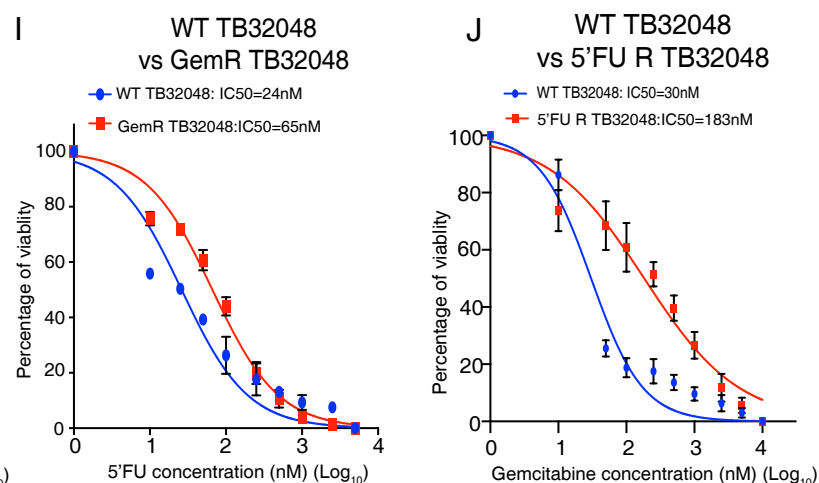 I
WT TB32048
vs GemR TB32048
WT TB32048: IC50=24nM
GemR TB32048:IC50=65nM
Percentage of viablity
100
80
60
40
20
0
0 1 2 3 4
5'FU concentration (nM) (Log10)
J
WT TB32048
vs 5'FU R TB32048
WT TB32048: IC50=30nM
5'FU R TB32048:IC50=183nM
Percentage of viablity
100
80
60
40
20
0
0 1 2 3 4
Gemcitabine concentration (nM) (Log10)